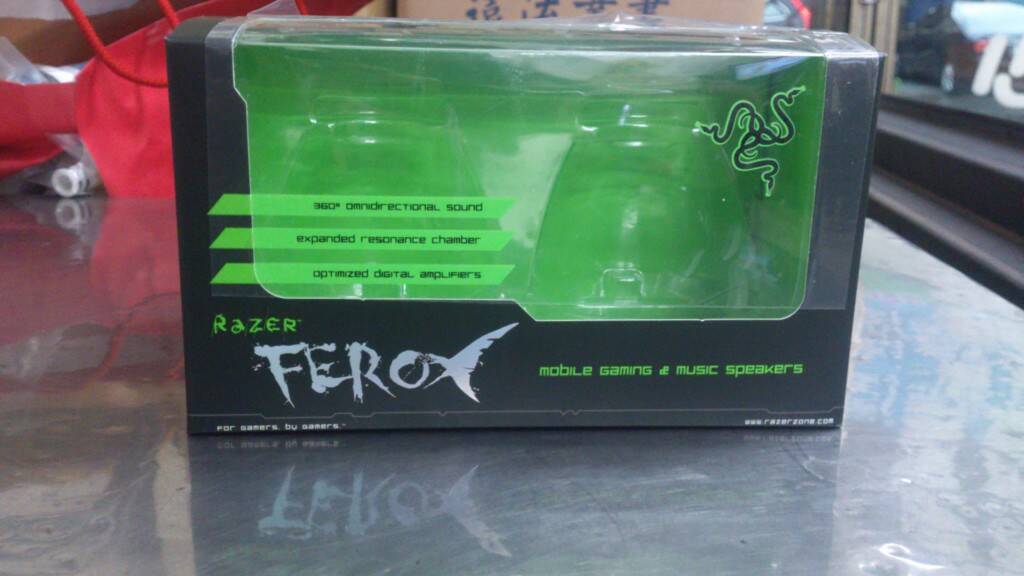 360° omnidirectional sound
expanded resonance chamber
optimized digital amplifiers
RAZER™
FEROX
mobile gaming & music speakers
For gamers. by gamers.™
www.razerzone.com